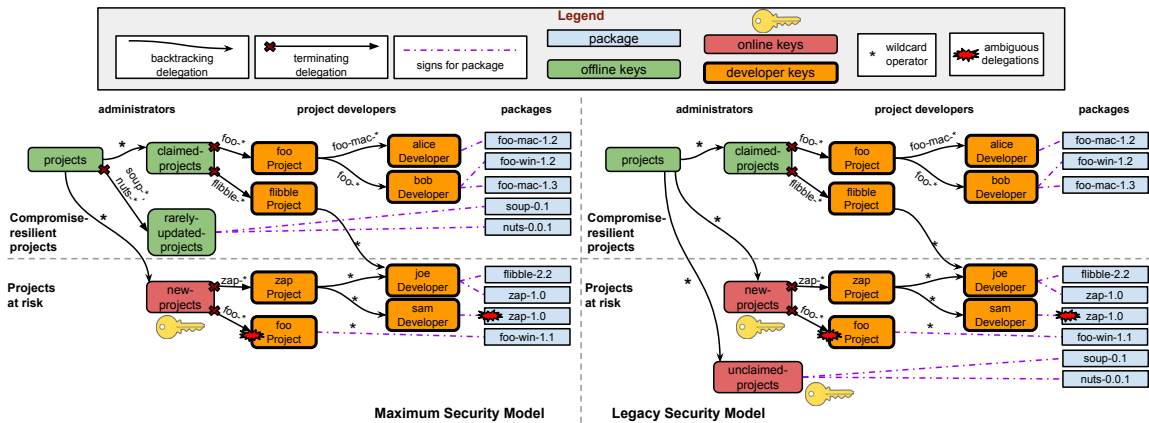 Legend
backtracking
delegation
terminating
delegation
signs for package
package
offline keys
online keys
developer keys
*
wildcard
operator
ambiguous
delegations
administrators
project developers
packages
projects
*
claimed-
projects
foo-*
flibble-*
soup-*,
nuts-*
*
rarely-
updated-
projects
foo
Project
flibble
Project
foo-mac-*
foo-*
alice
Developer
bob
Developer
*
foo-mac-1.2
foo-win-1.2
foo-mac-1.3
soup-0.1
nuts-0.0.1
Compromise-
resilient
projects
Projects
at risk
new-
projects
zap-*
foo-*
zap
Project
foo
Project
*
*
*
joe
Developer
sam
Developer
flibble-2.2
zap-1.0
zap-1.0
foo-win-1.1
Maximum Security Model
administrators
project developers
packages
projects
*
claimed-
projects
foo-*
flibble-*
*
*
foo
Project
flibble
Project
foo-mac-*
foo-*
alice
Developer
bob
Developer
*
foo-mac-1.2
foo-win-1.2
foo-mac-1.3
Compromise-
resilient
projects
Projects
at risk
new-
projects
zap-*
foo-*
zap
Project
foo
Project
*
*
*
joe
Developer
sam
Developer
flibble-2.2
zap-1.0
zap-1.0
foo-win-1.1
soup-0.1
nuts-0.0.1
unclaimed-
projects
Legacy Security Model